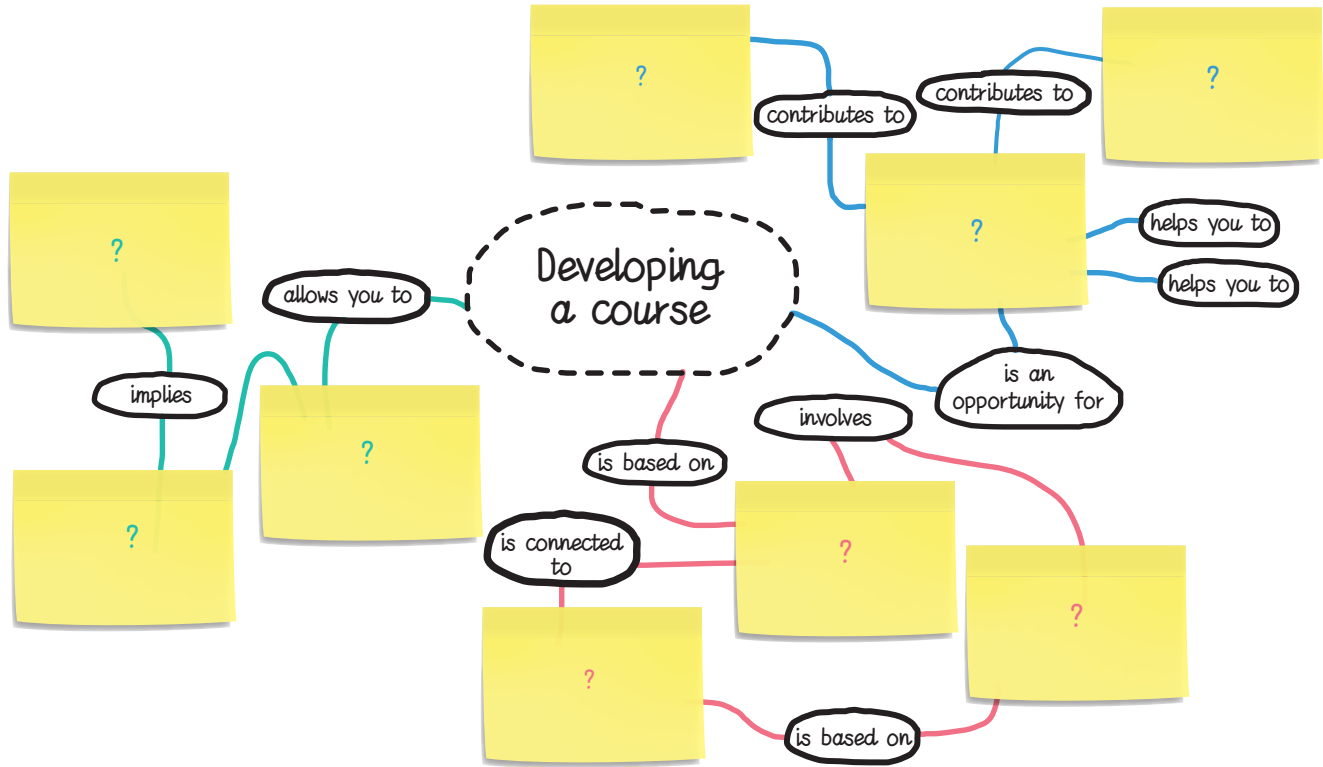 ?
?
contributes to
contributes to
?
?
helps you to
helps you to
is an
opportunity for
Developing
a course
allows you to
?
implies
?
?
is based on
involves
?
is connected
to
?
?
is based on